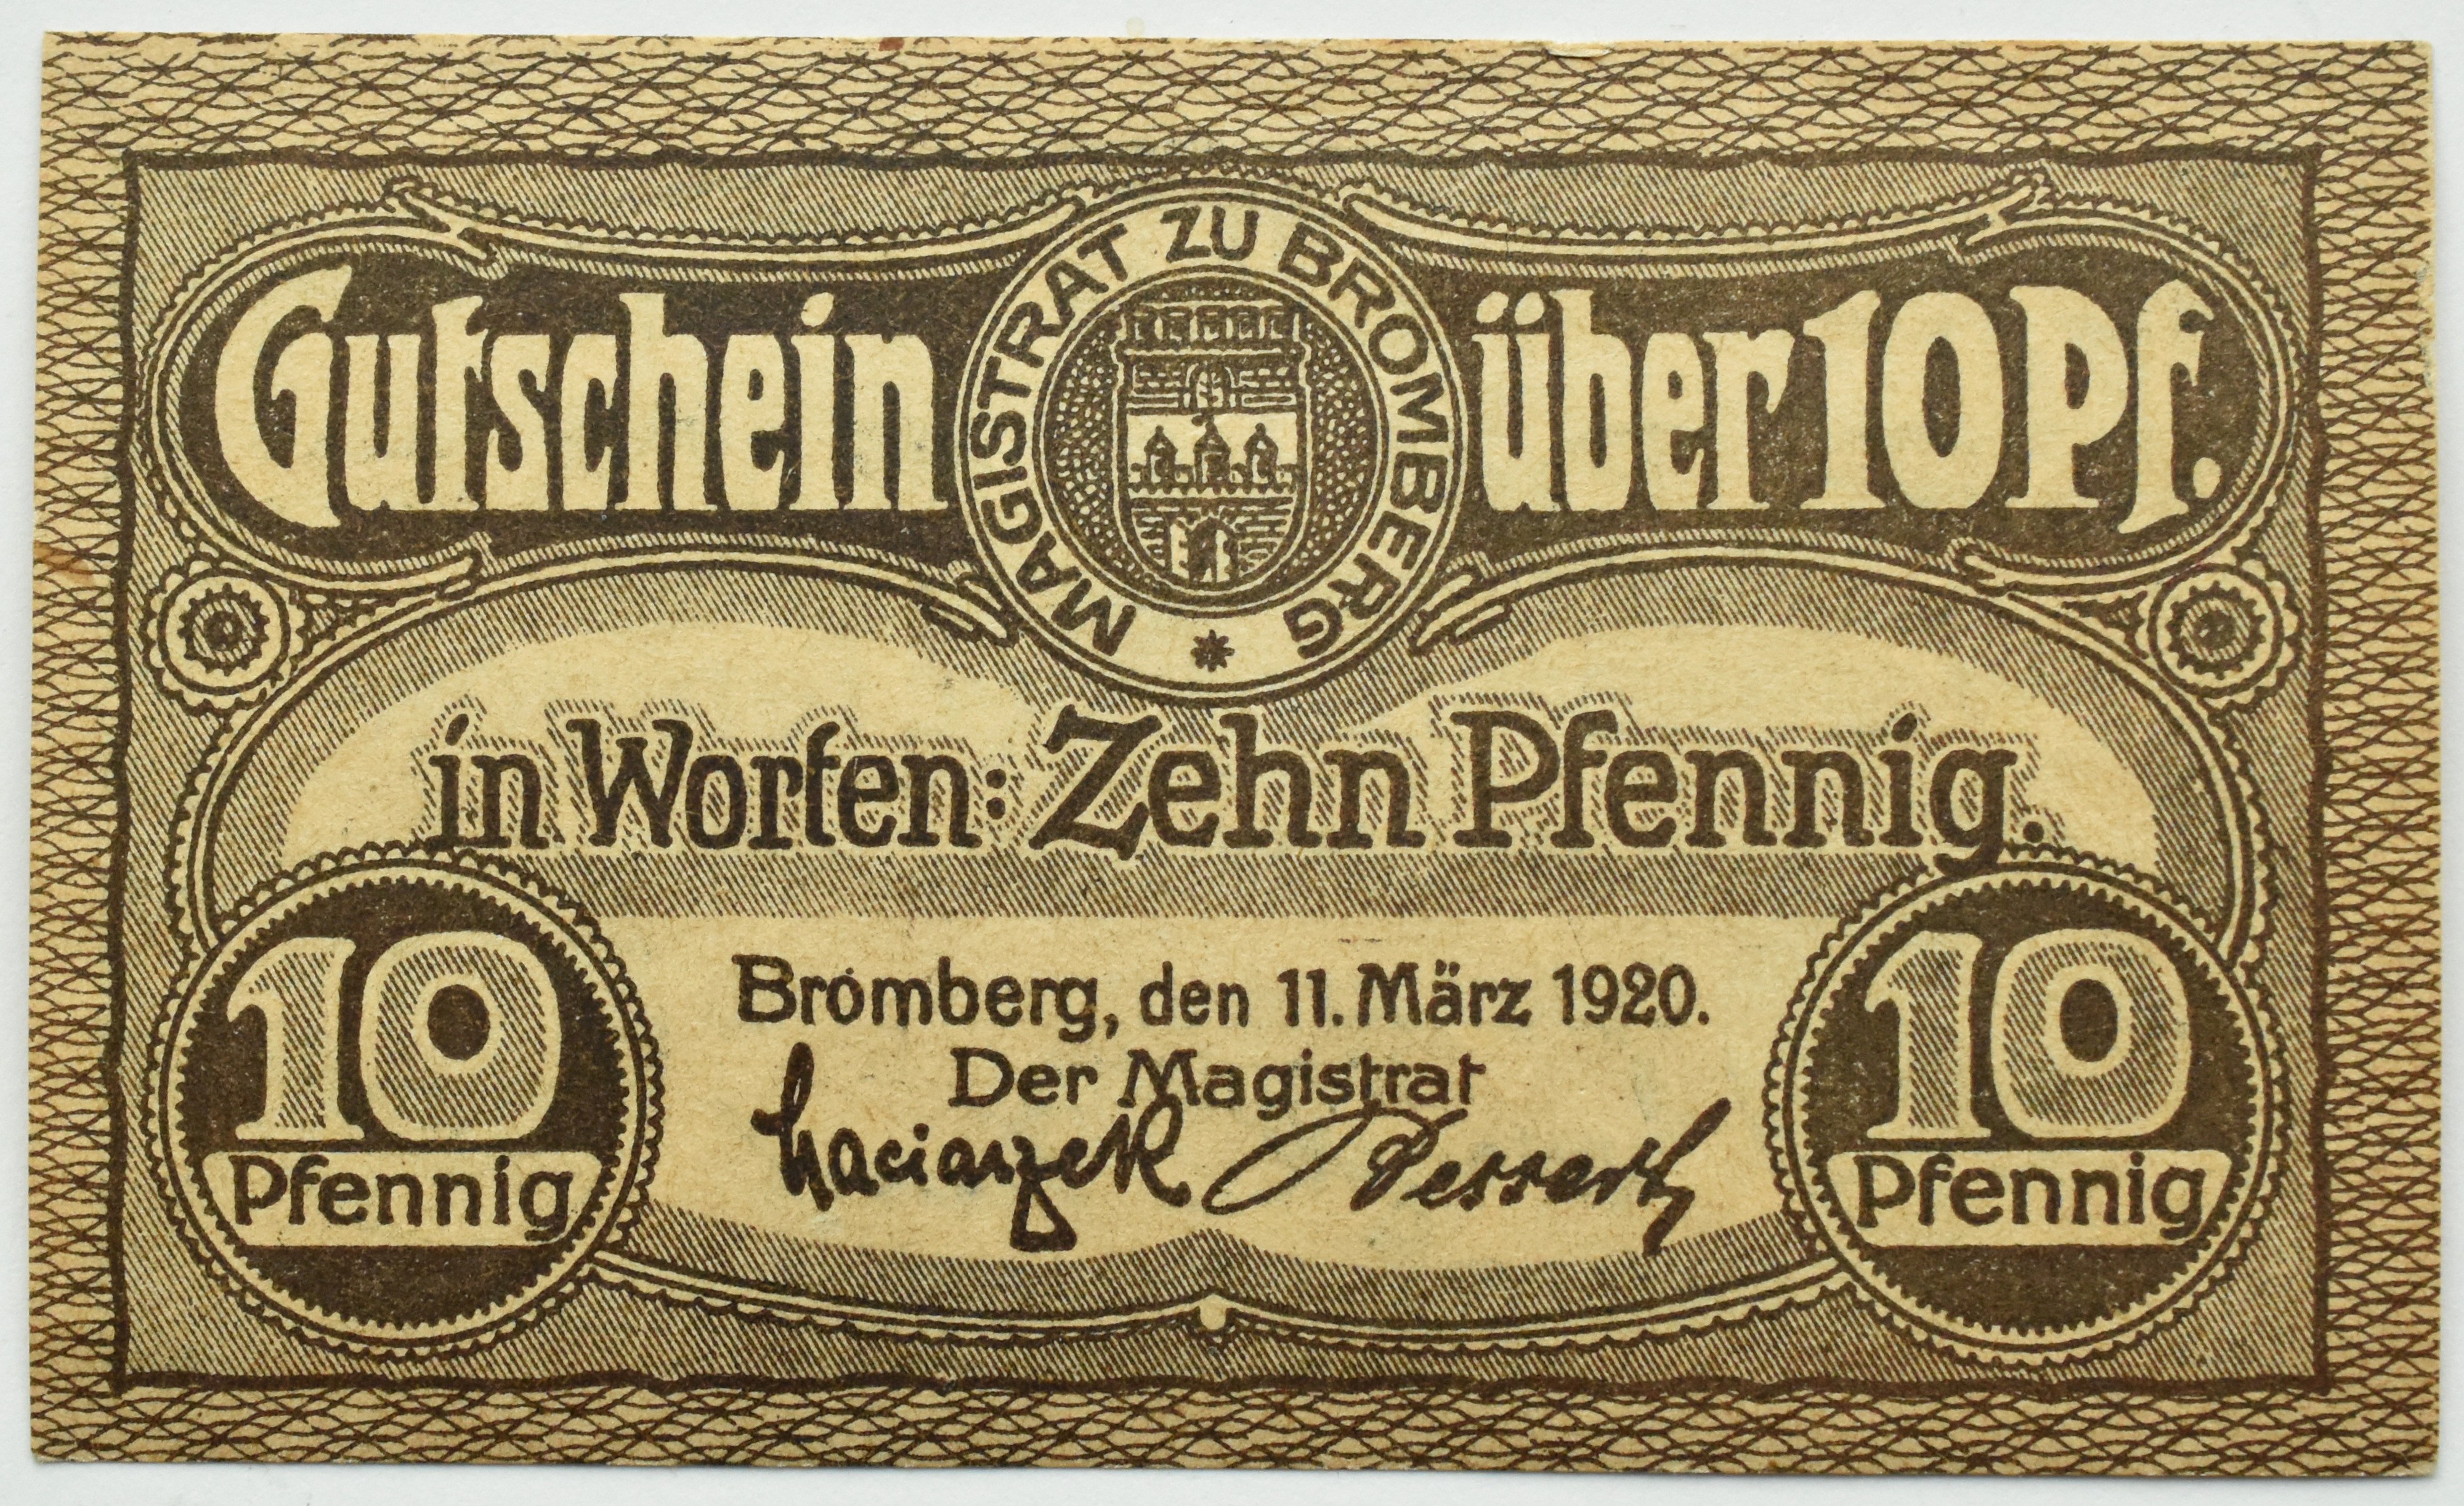 MAGISTRAT ZU BROMBERG *
Gutschein über 10 Pf.
in Worten: Zehn Pfennig.
Bromberg, den 11. März 1920.
Der Magistrat
Maciaszek
10
Pfennig
10
Pfennig